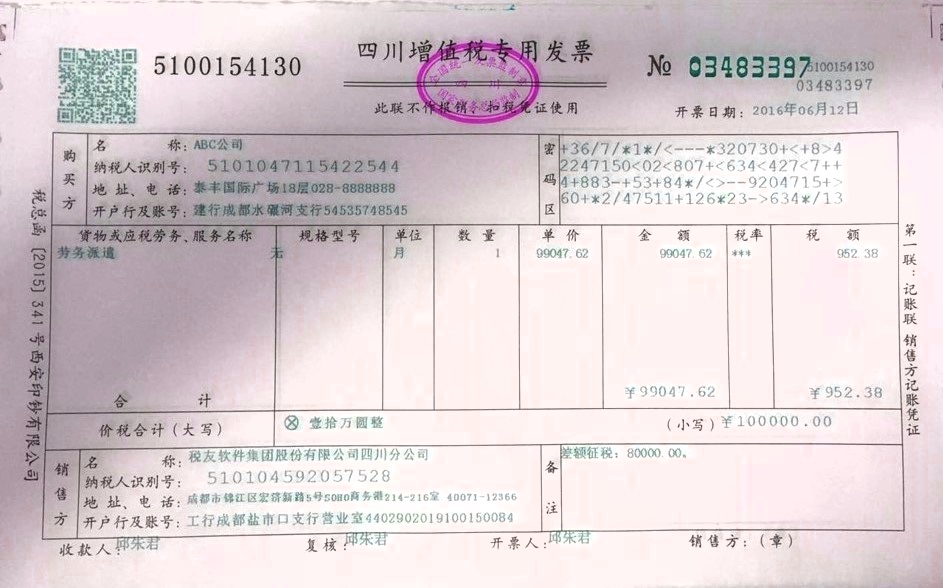 四川增值税专用发票
5100154130
№ 03483397
5100154130
03483397
此联不作报销、扣税凭证使用
开票日期：2016年06月12日
购买方
名 称：ABC公司
纳税人识别号：5101047115422544
地址、电话：泰丰国际广场18层028-8888888
开户行及账号：建行成都水碾河支行54535748545
密码区
+36/7/*1*/<---*320730+<+8>4
2247150<02<807+<634<427<7++
4+883-+53+84*/<>--9204715+>
60+*2/47511+126*23->634*/13
货物或应税劳务、服务名称 规格型号 单位 数量 单价 金额 税率 税额
劳务派遣 无 月 1 99047.62 99047.62 *** 952.38
合 计 ￥99047.62 ￥952.38
价税合计（大写） ⊗ 壹拾万圆整 （小写）￥100000.00
销售方
名 称：税友软件集团股份有限公司四川分公司
纳税人识别号：510104592057528
地址、电话：成都市锦江区宏济新路5号SOHO商务港214-216室 40071-12366
开户行及账号：工行成都盐市口支行营业室4402902019100150084
备注
差额征税：80000.00。
收款人：邱朱君 复核：邱朱君 开票人：邱朱君 销售方：（章）
税总函〔2015〕341号西安印钞有限公司
第一联：记账联 销售方记账凭证